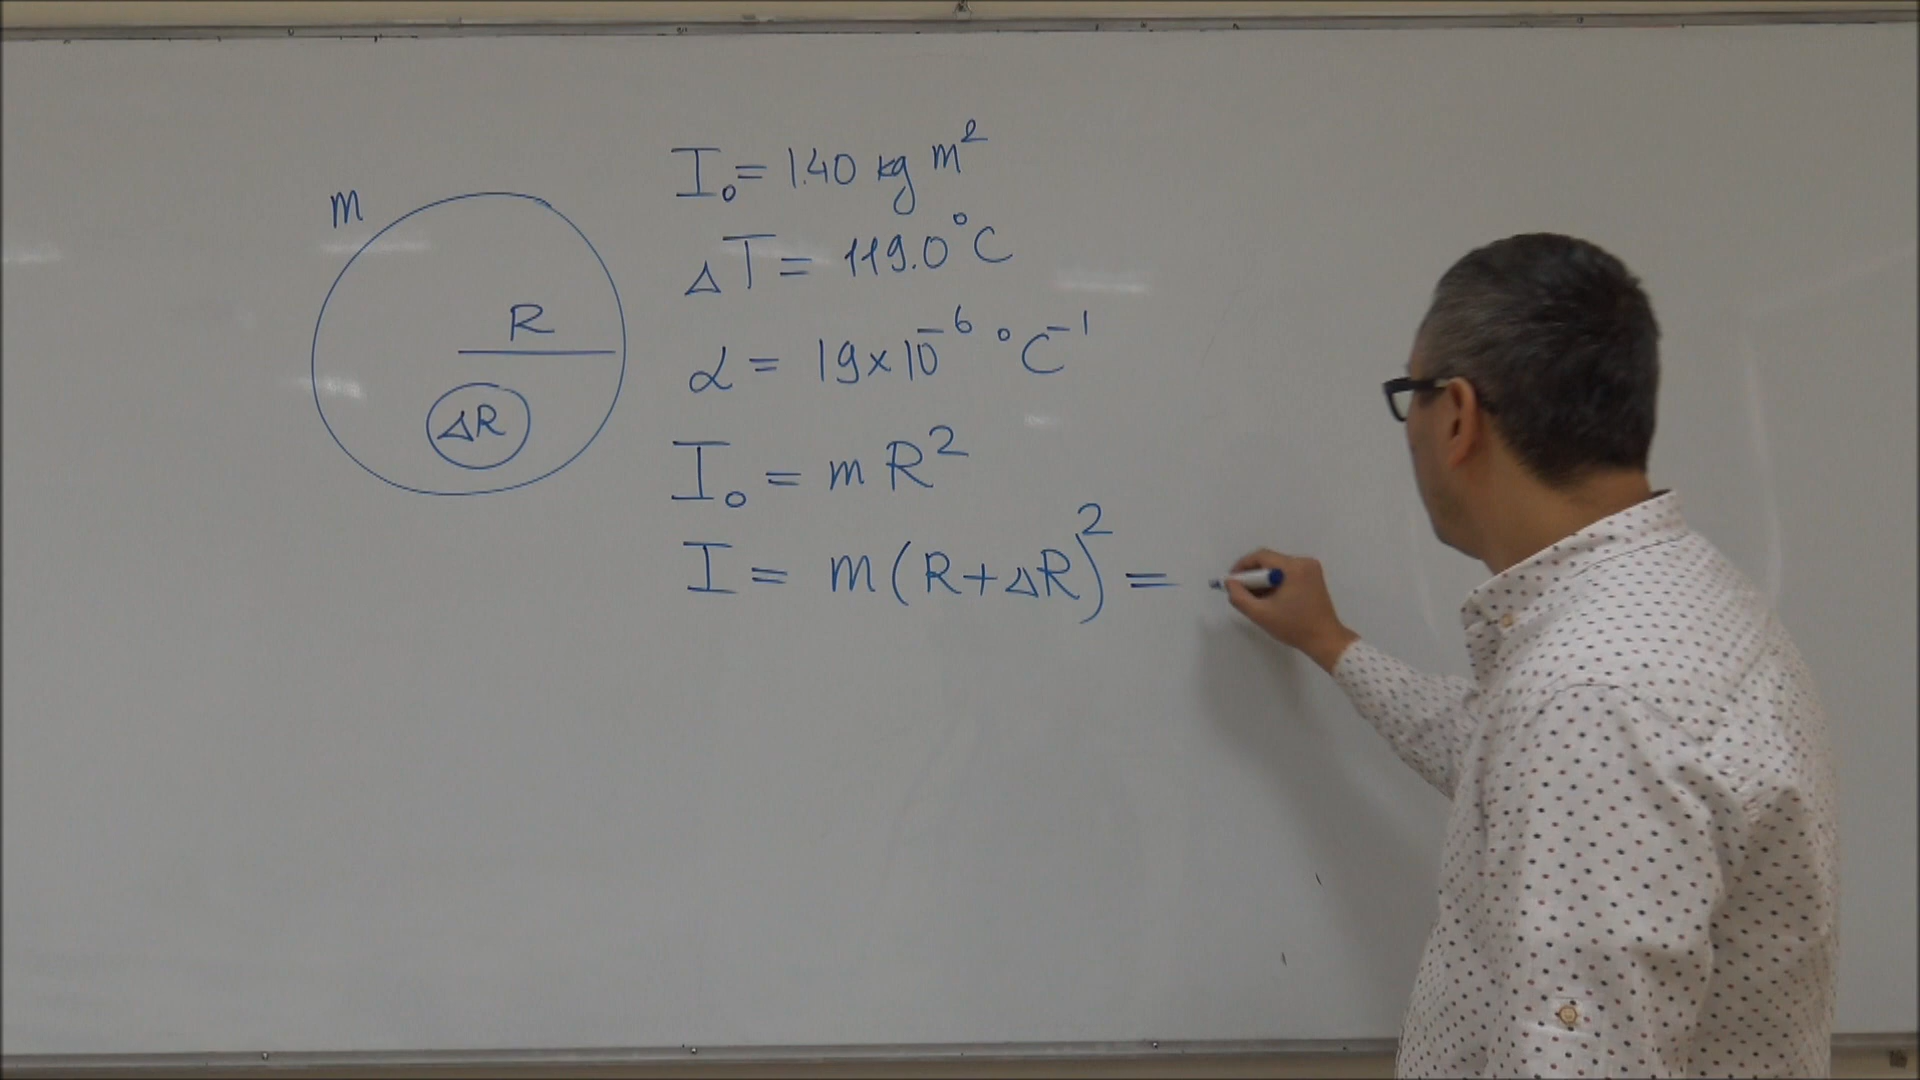 m
R
ΔR
I₀ = 1.40 kg m²
ΔT = 119.0 °C
α = 19×10⁻⁶ °C⁻¹
I₀ = m R²
I = m(R+ΔR)² =